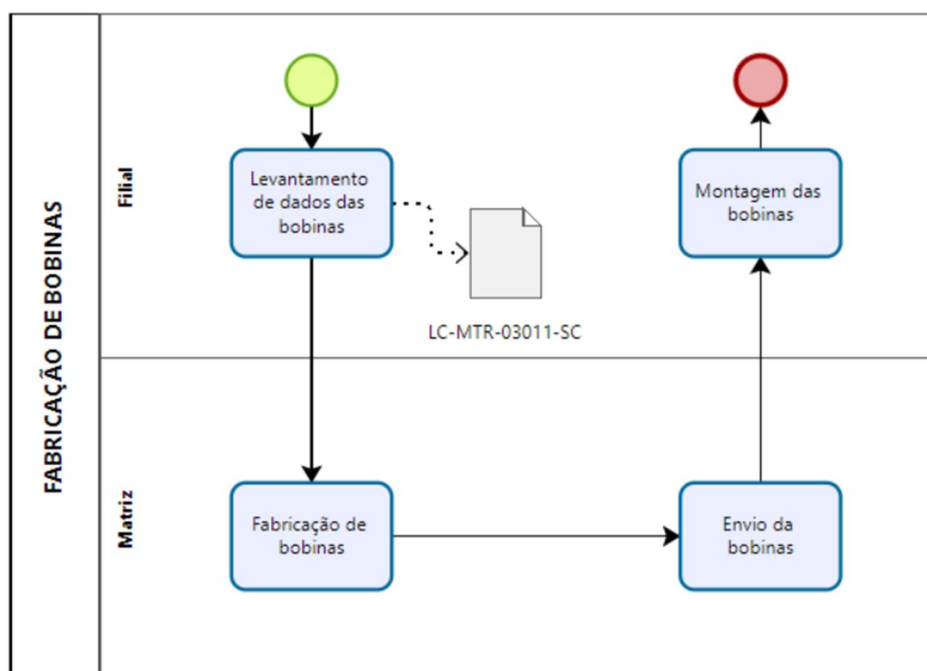 FABRICAÇÃO DE BOBINAS
Filial
Levantamento
de dados das
bobinas
LC-MTR-03011-SC
Montagem das
bobinas
Matriz
Fabricação de
bobinas
Envio da
bobinas